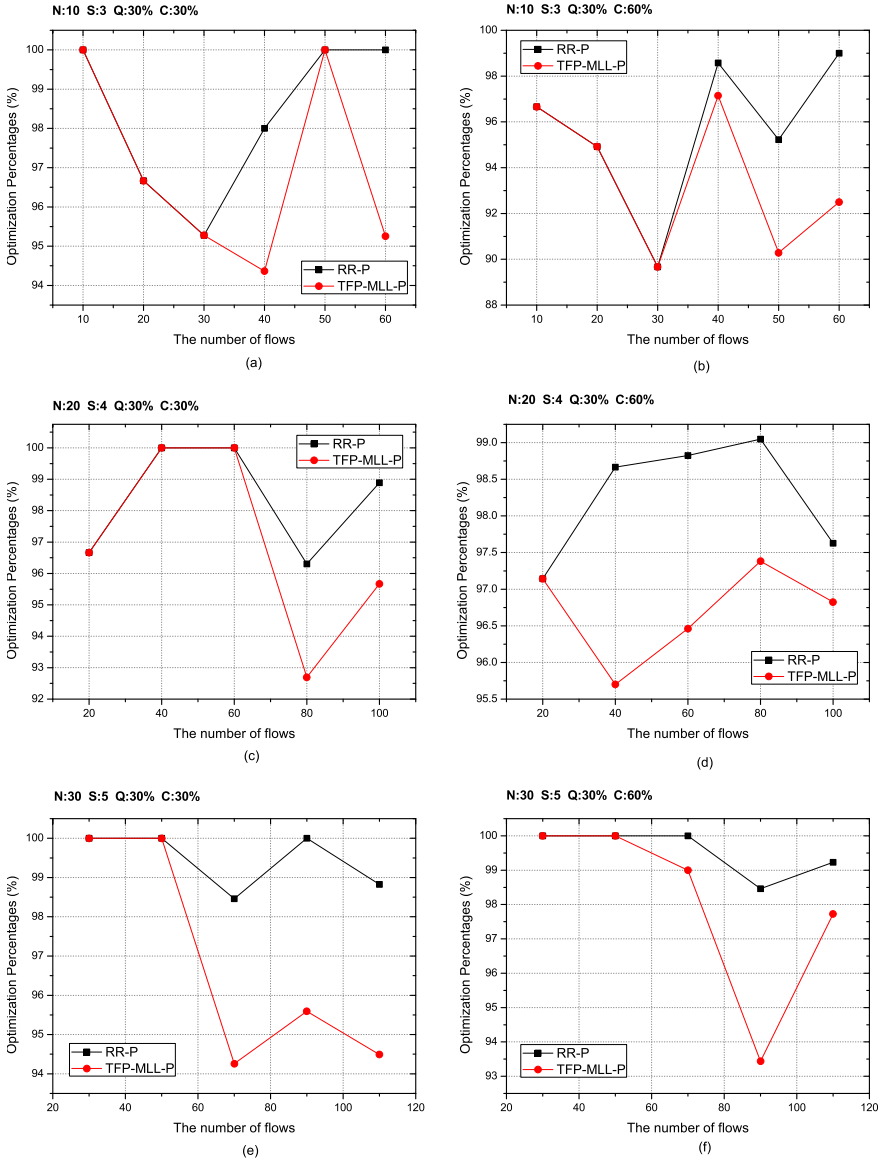 N:10 S:3 Q:30% C:30%
100
99
98
97
96
95
94
Optimization Percentages (%)
RR-P
TFP-MLL-P
10 20 30 40 50 60
The number of flows
(a)
N:10 S:3 Q:30% C:60%
100
98
96
94
92
90
88
Optimization Percentages (%)
RR-P
TFP-MLL-P
10 20 30 40 50 60
The number of flows
(b)
N:20 S:4 Q:30% C:30%
100
99
98
97
96
95
94
93
92
Optimization Percentages (%)
RR-P
TFP-MLL-P
20 40 60 80 100
The number of flows
(c)
N:20 S:4 Q:30% C:60%
99.0
98.5
98.0
97.5
97.0
96.5
96.0
95.5
Optimization Percentages (%)
RR-P
TFP-MLL-P
20 40 60 80 100
The number of flows
(d)
N:30 S:5 Q:30% C:30%
100
99
98
97
96
95
94
Optimization Percentages (%)
RR-P
TFP-MLL-P
20 40 60 80 100 120
The number of flows
(e)
N:30 S:5 Q:30% C:60%
100
99
98
97
96
95
94
93
Optimization Percentages (%)
RR-P
TFP-MLL-P
20 40 60 80 100 120
The number of flows
(f)